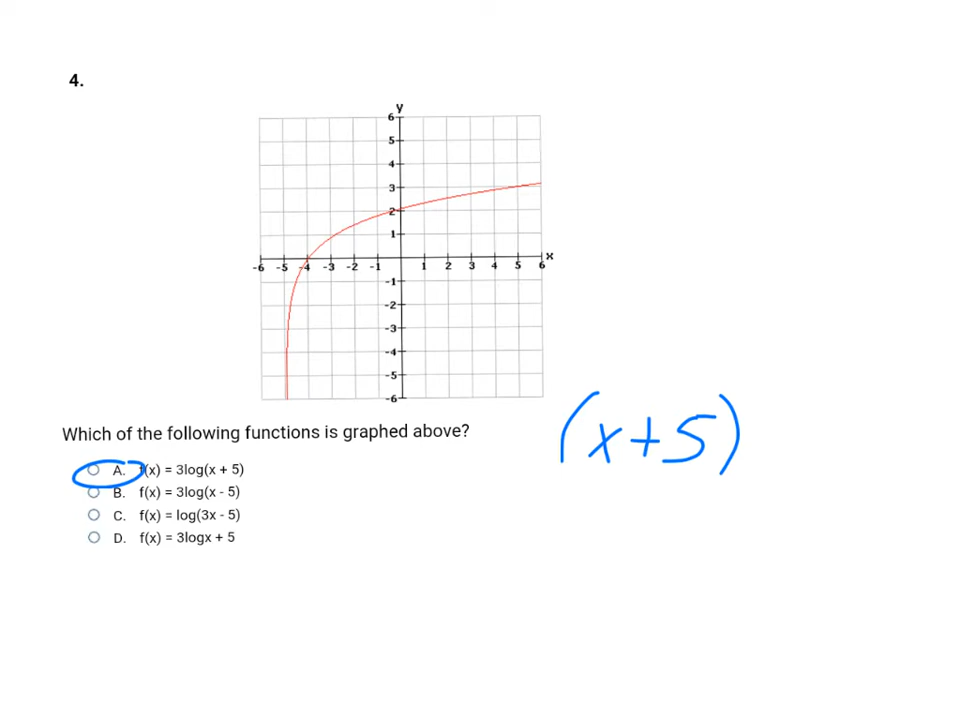 4.
y
6
5
4
3
2
1
x
-6 -5 -4 -3 -2 -1 1 2 3 4 5 6
-1
-2
-3
-4
-5
-6
Which of the following functions is graphed above?
(x+5)
A. f(x) = 3log(x + 5)
B. f(x) = 3log(x - 5)
C. f(x) = log(3x - 5)
D. f(x) = 3logx + 5